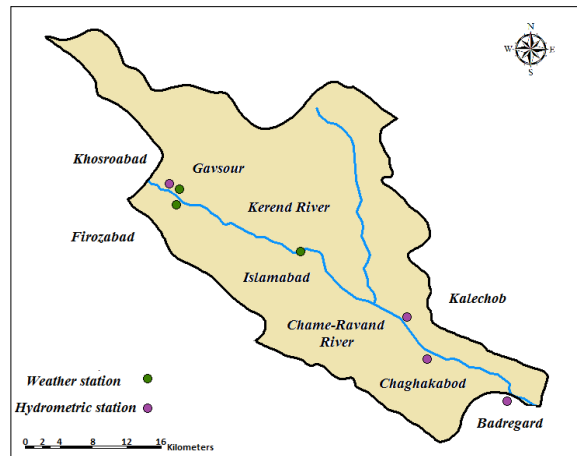 N
W E
S
Khosroabad
Gavsour
Kerend River
Firozabad
Islamabad
Kalechob
Chame-Ravand
River
Chaghakabod
Badregard
Weather station
Hydrometric station
0 2 4 8 12 16
Kilometers